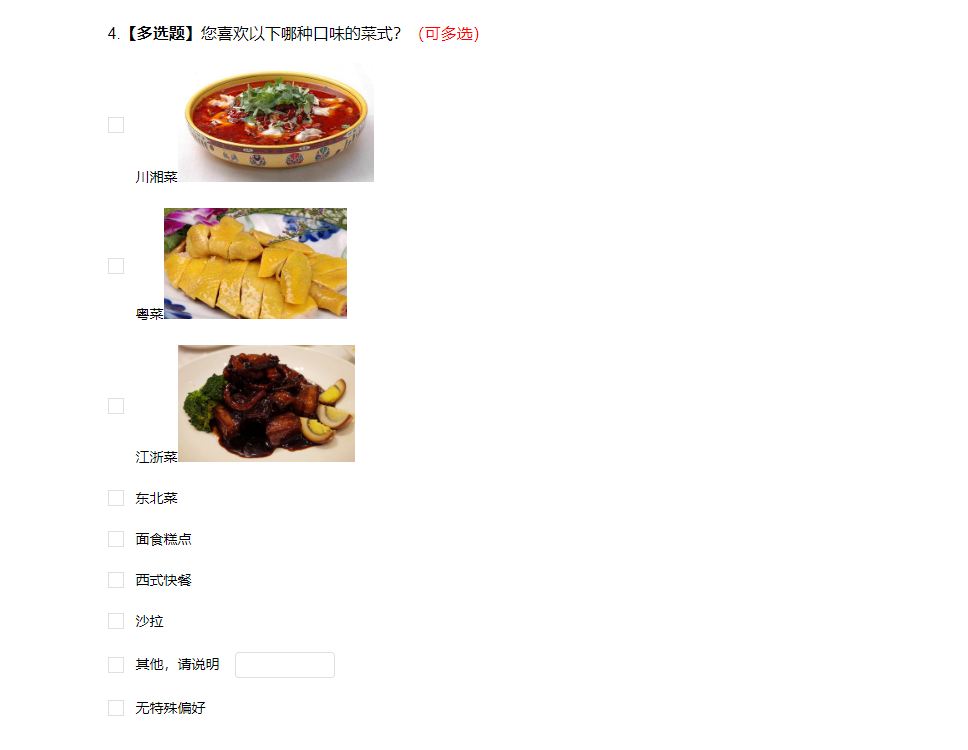 4.【多选题】您喜欢以下哪种口味的菜式？（可多选）
川湘菜
粤菜
江浙菜
东北菜
面食糕点
西式快餐
沙拉
其他，请说明
无特殊偏好